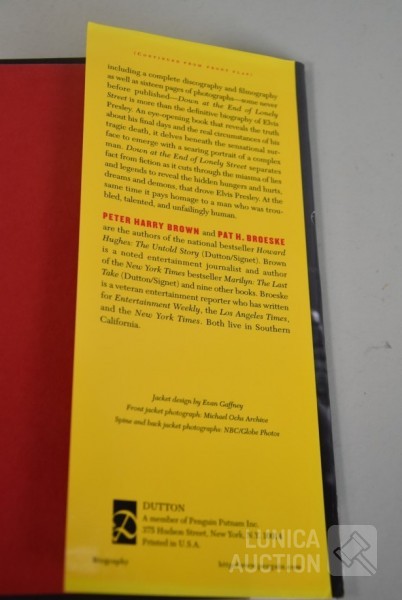 (CONTINUED FROM FRONT FLAP)
including a complete discography and filmography
as well as sixteen pages of photographs—some never
before published—Down at the End of Lonely
Street is more than the definitive biography of Elvis
Presley. An eye-opening book that reveals the truth
about his final days and the real circumstances of his
tragic death, it delves beneath the sensational sur-
face to emerge with a searing portrait of a complex
man. Down at the End of Lonely Street separates
fact from fiction as it cuts through the miasma of lies
and legends to reveal the hidden hungers and hurts,
dreams and demons, that drove Elvis Presley. At the
same time it pays homage to a man who was trou-
bled, talented, and unfailingly human.
PETER HARRY BROWN and PAT H. BROESKE
are the authors of the national bestseller Howard
Hughes: The Untold Story (Dutton/Signet). Brown
is a noted entertainment journalist and author
of the New York Times bestseller Marilyn: The Last
Take (Dutton/Signet) and nine other books. Broeske
is a veteran entertainment reporter who has written
for Entertainment Weekly, the Los Angeles Times,
and the New York Times. Both live in Southern
California.
Jacket design by Evan Gaffney
Front jacket photograph: Michael Ochs Archive
Spine and back jacket photographs: NBC/Globe Photos
D
DUTTON
A member of Penguin Putnam Inc.
375 Hudson Street, New York, N.Y. 10014
Printed in U.S.A.
Biography
LUNICA
AUCTION